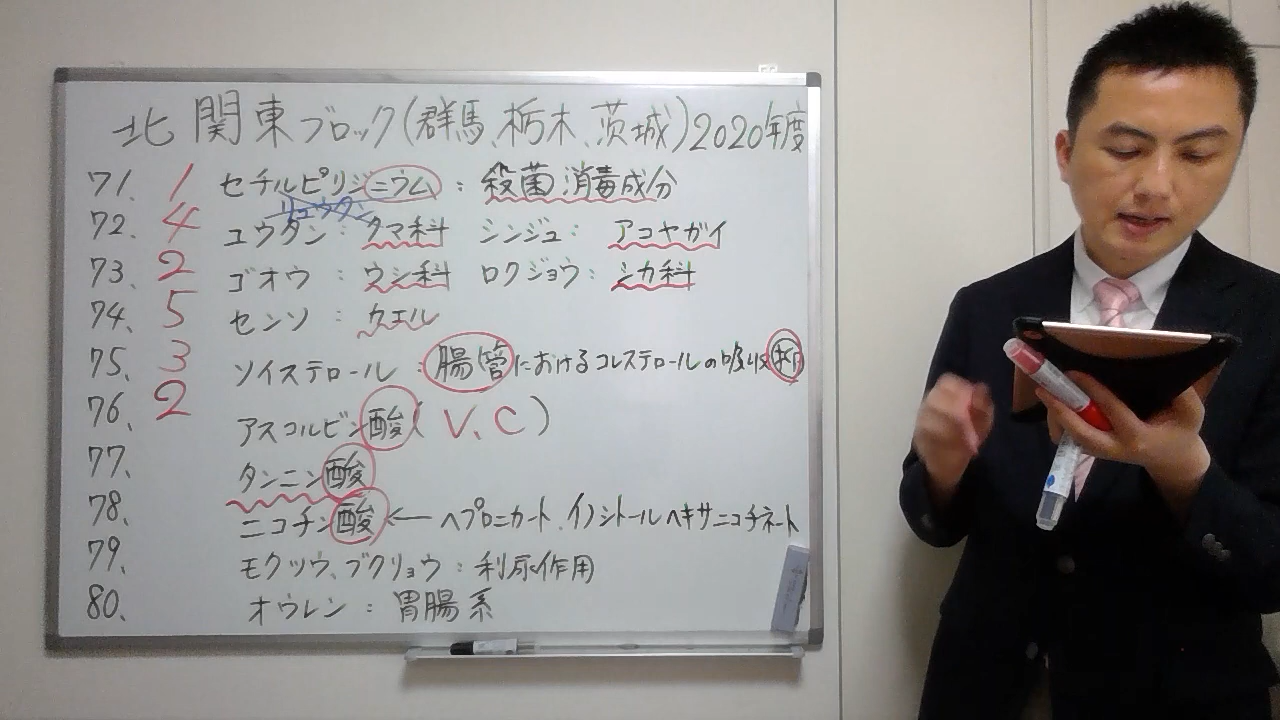 北関東ブロック(群馬、栃木、茨城)2020年度
71. 1 セチルピリジニウム：殺菌消毒成分
リュウタン
72. 4 ユウタン：クマ科 シンジュ：アコヤガイ
73. 2 ゴオウ：ウシ科 ロクジョウ：シカ科
74. 5 センソ：カエル
75. 3 ソイステロール：腸管におけるコレステロールの吸収抑
76. 2 アスコルビン酸(V.C)
77. タンニン酸
78. ニコチン酸←ヘプロニカート、イノシトールヘキサニコチネート
79. モクツウ、ブクリョウ：利尿作用
80. オウレン：胃腸系